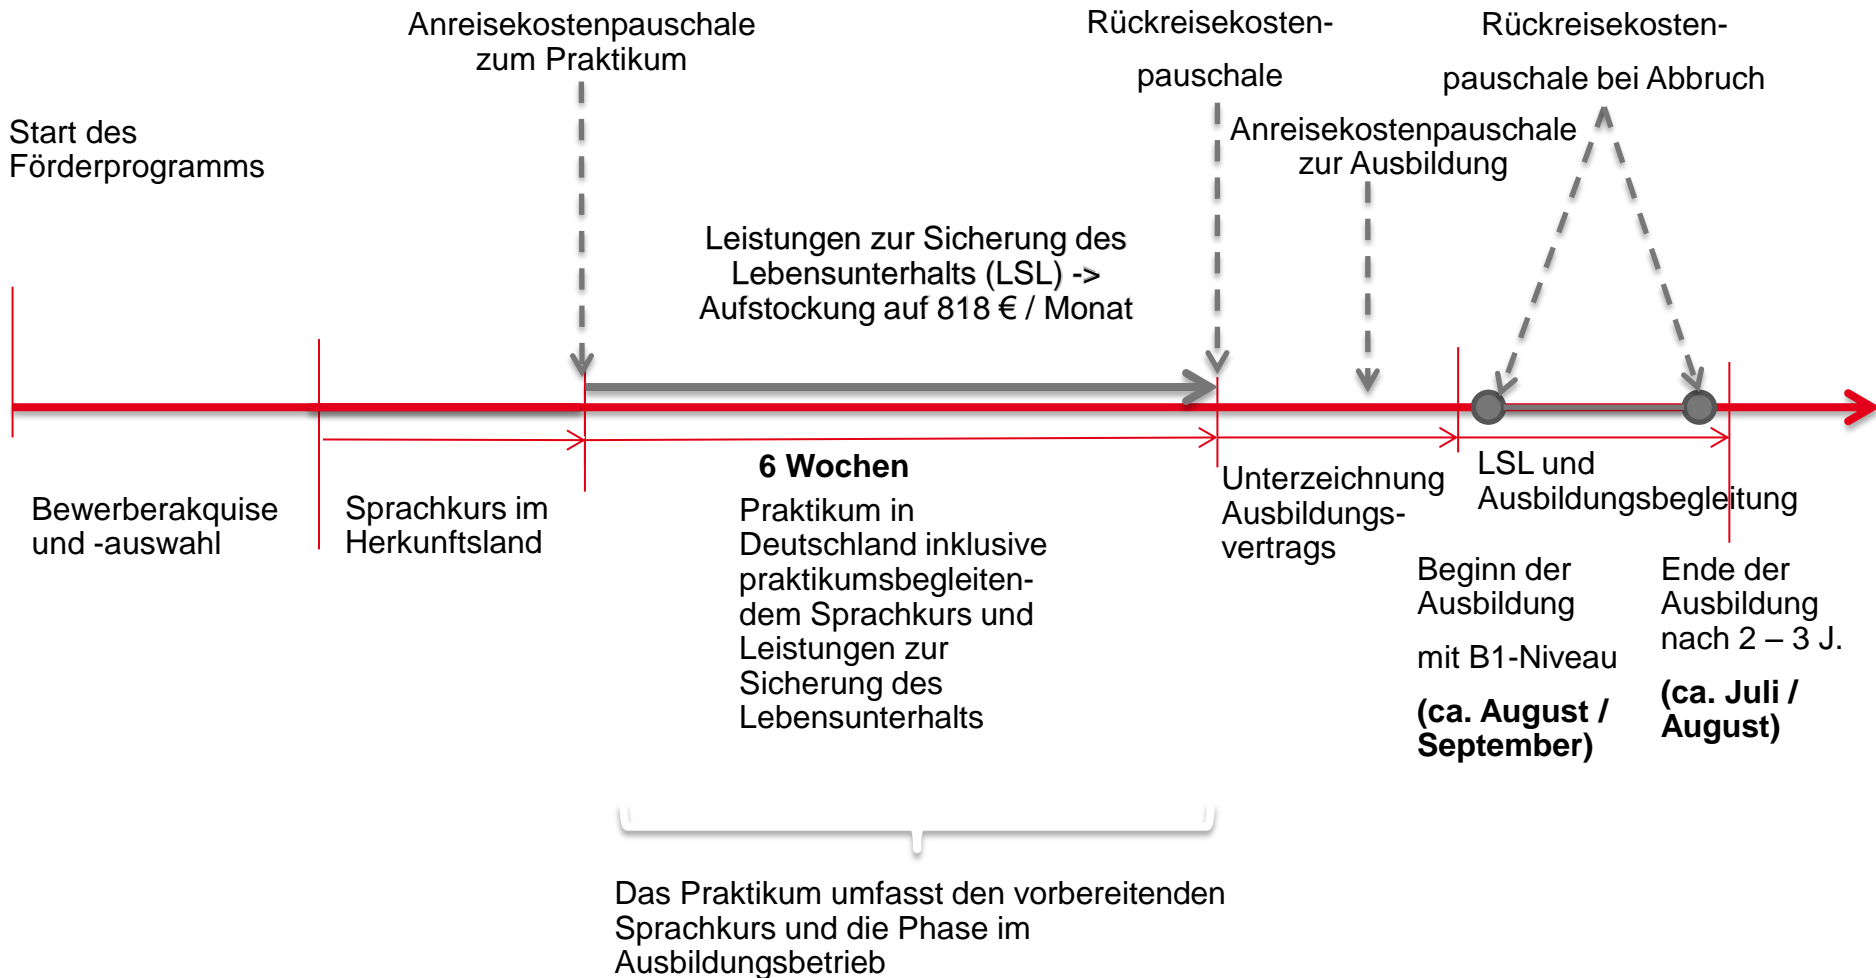 Anreisekostenpauschale
zum Praktikum
Rückreisekosten-
pauschale
Rückreisekosten-
pauschale bei Abbruch
Start des
Förderprogramms
Anreisekostenpauschale
zur Ausbildung
Leistungen zur Sicherung des
Lebensunterhalts (LSL) ->
Aufstockung auf 818 € / Monat
Bewerberakquise
und -auswahl
Sprachkurs im
Herkunftsland
6 Wochen
Praktikum in
Deutschland inklusive
praktikumsbegleiten-
dem Sprachkurs und
Leistungen zur
Sicherung des
Lebensunterhalts
Unterzeichnung
Ausbildungs-
vertrags
LSL und
Ausbildungsbegleitung
Beginn der
Ausbildung
mit B1-Niveau
(ca. August /
September)
Ende der
Ausbildung
nach 2 – 3 J.
(ca. Juli /
August)
Das Praktikum umfasst den vorbereitenden
Sprachkurs und die Phase im
Ausbildungsbetrieb